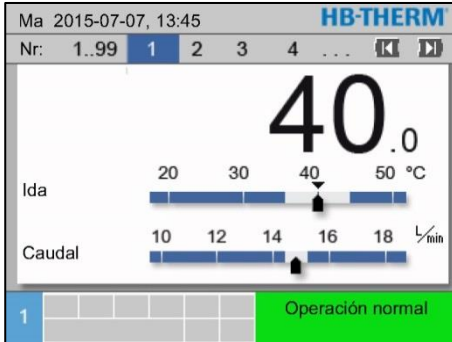 Ma 2015-07-07, 13:45 HB-THERM
Nr: 1..99 1 2 3 4 ...
40.0
20 30 40 50 °C
Ida
10 12 14 16 18 L/min
Caudal
1 Operación normal